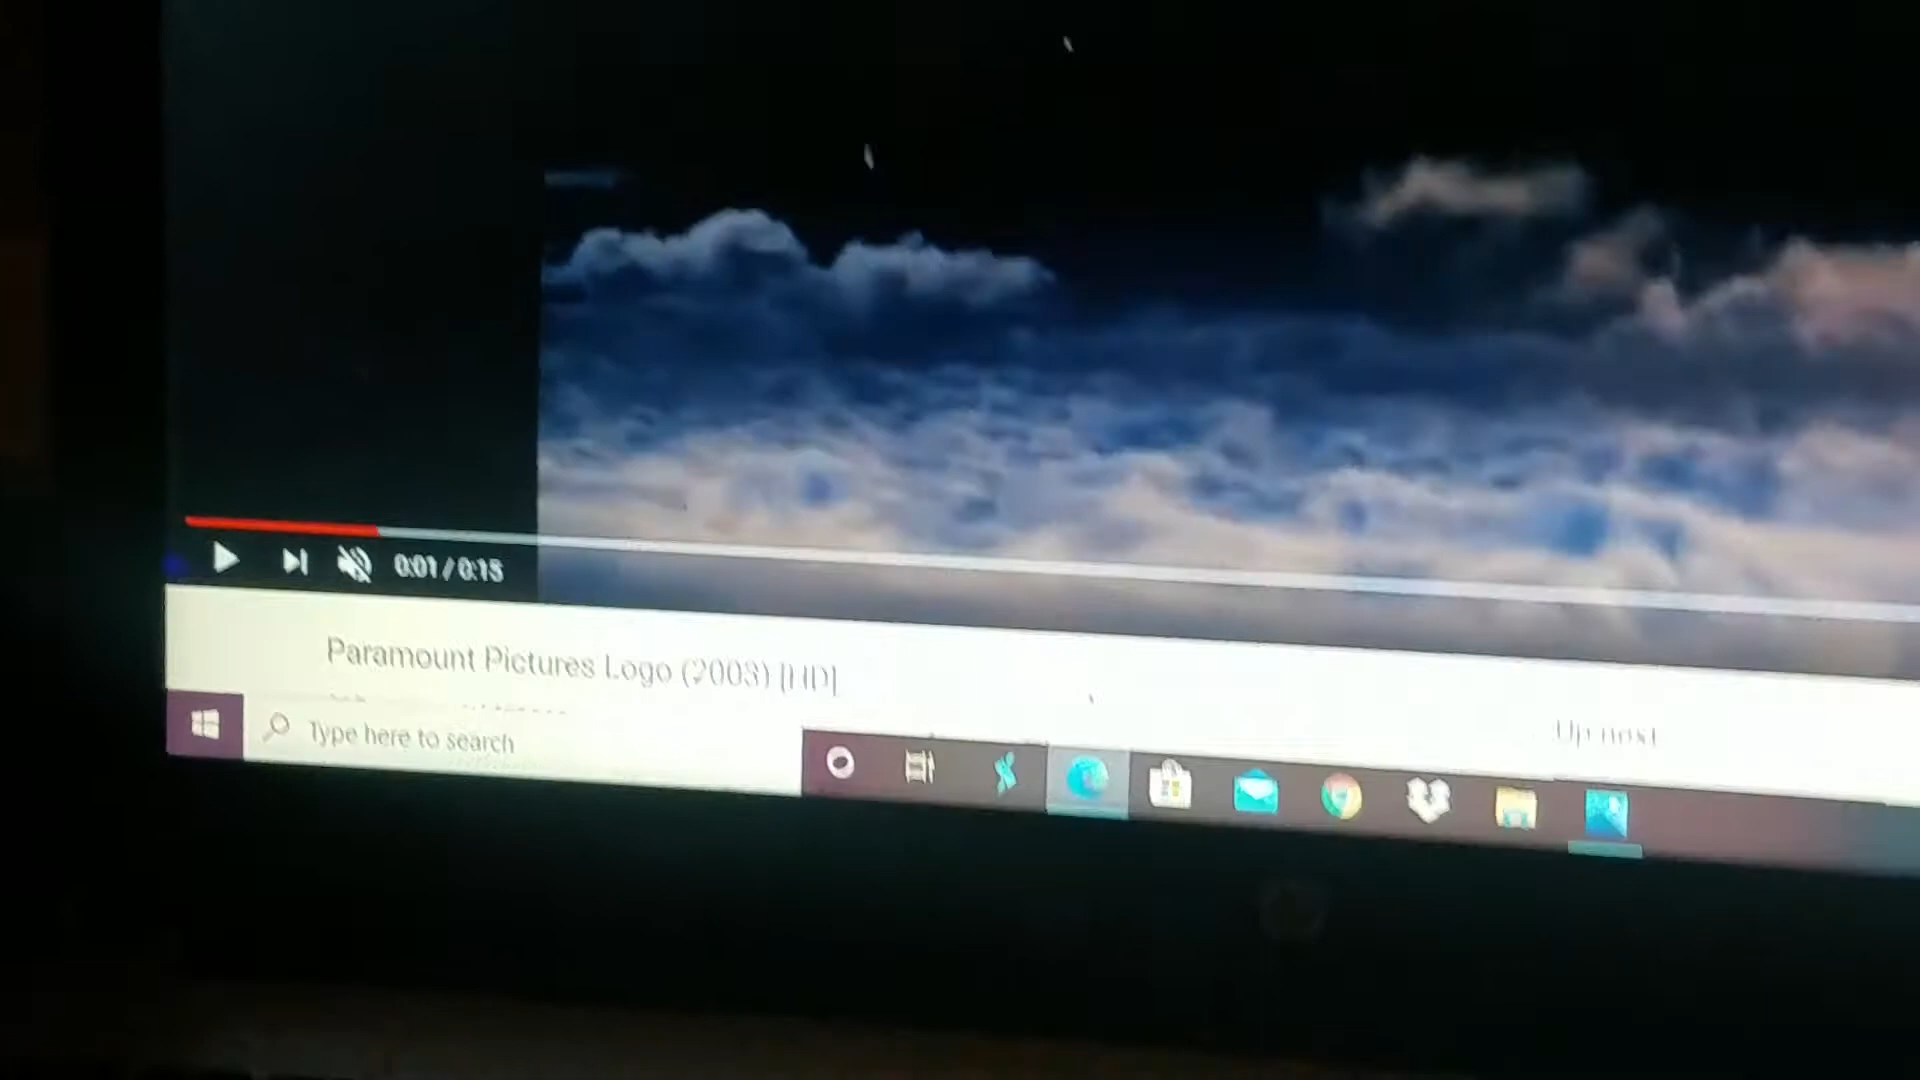 0:01 / 0:15
Paramount Pictures Logo (2003) [HD]
Up next
Type here to search